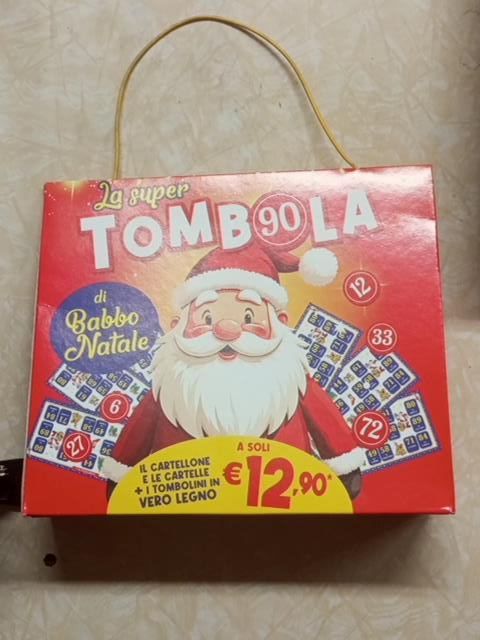 La super
TOMB90LA
di
Babbo
Natale
12
33
6
27
72
IL CARTELLONE
E LE CARTELLE
+ I TOMBOLINI IN
VERO LEGNO
A SOLI
€12,90*